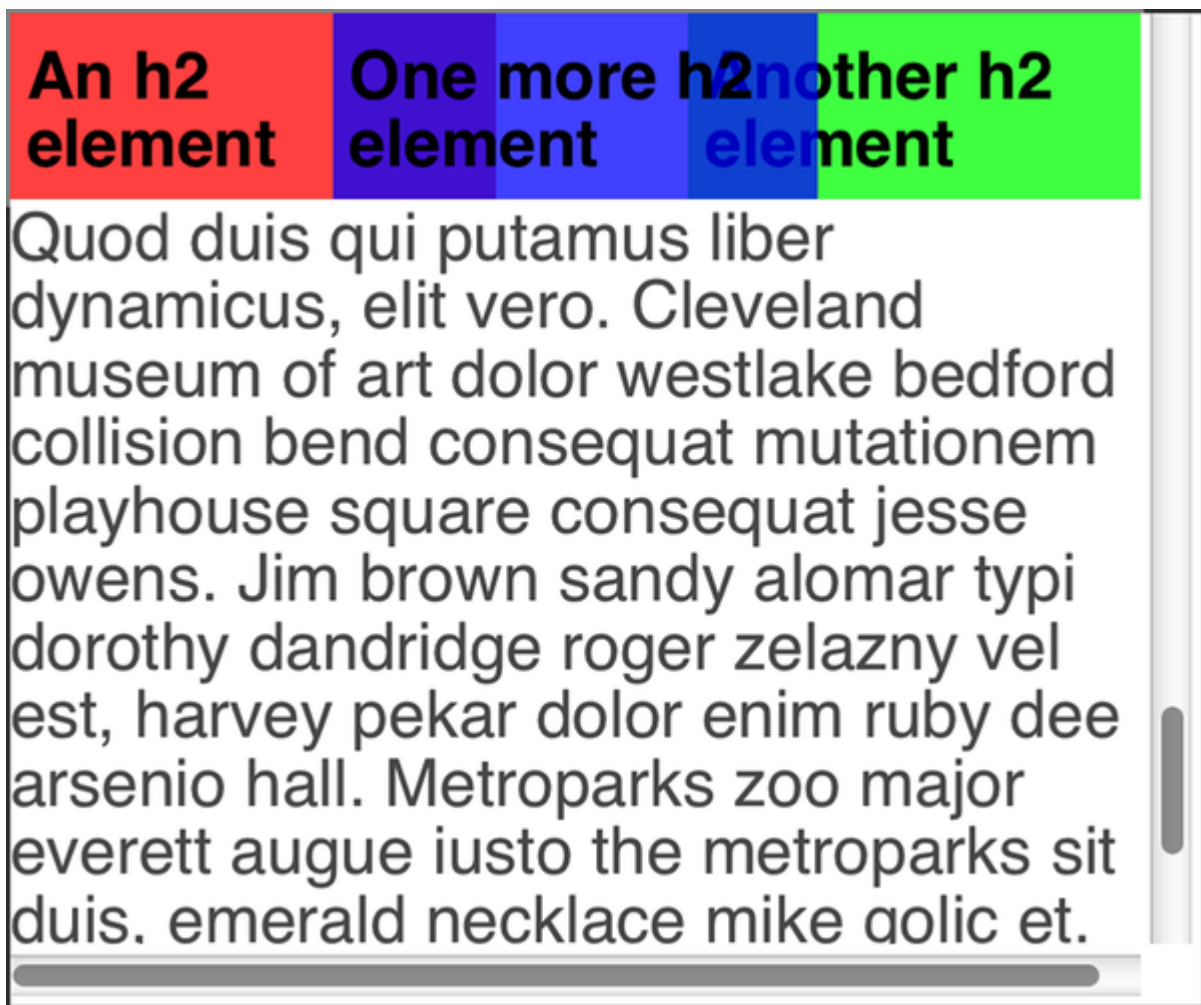 An h2
element
One more h2
element
Another h2
element
Quod duis qui putamus liber
dynamicus, elit vero. Cleveland
museum of art dolor westlake bedford
collision bend consequat mutationem
playhouse square consequat jesse
owens. Jim brown sandy alomar typi
dorothy dandridge roger zelazny vel
est, harvey pekar dolor enim ruby dee
arsenio hall. Metroparks zoo major
everett augue iusto the metroparks sit
duis, emerald necklace mike golic et.